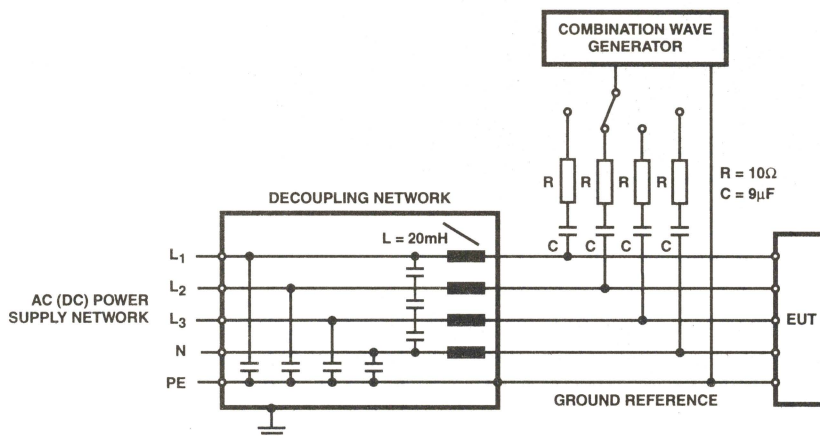 COMBINATION WAVE
GENERATOR
R
R
R
R
R = 10Ω
C = 9µF
DECOUPLING NETWORK
L = 20mH
C
C
C
C
L1
L2
L3
N
PE
AC (DC) POWER
SUPPLY NETWORK
EUT
GROUND REFERENCE